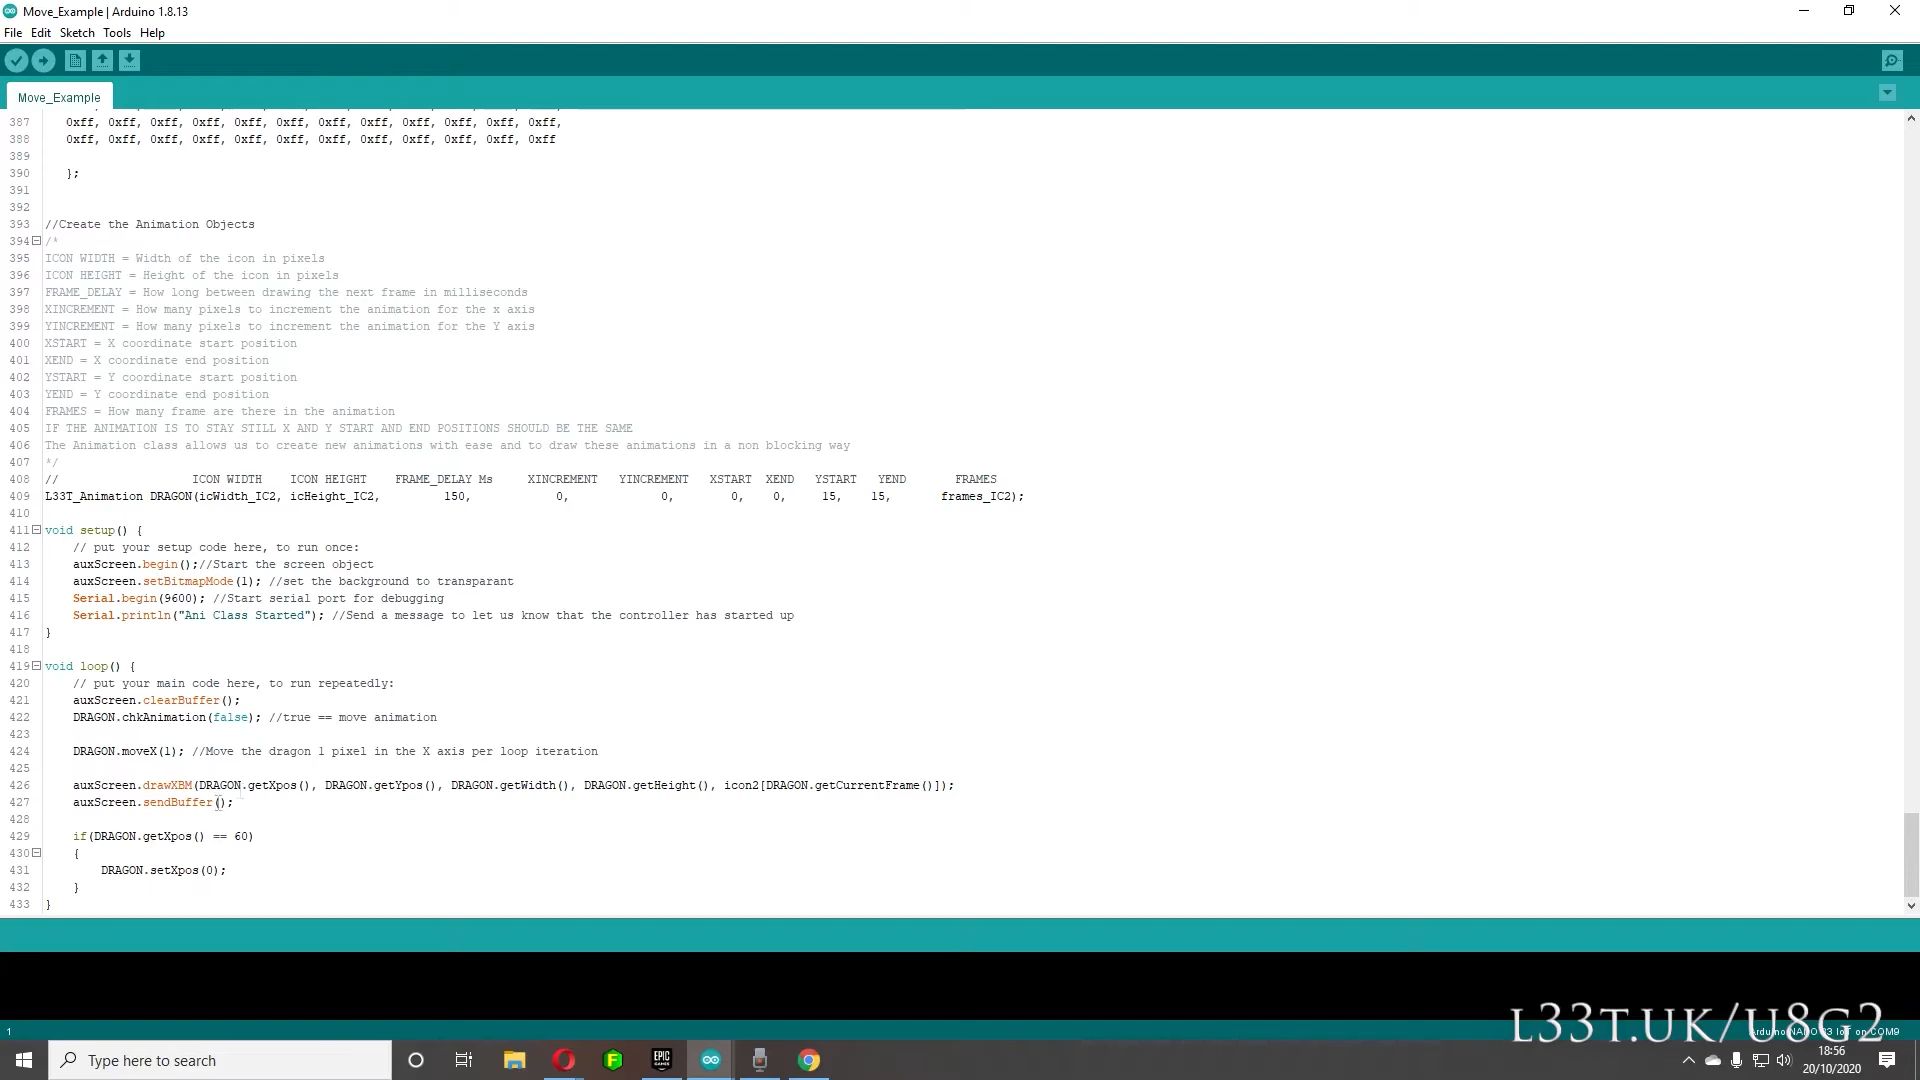 Move_Example | Arduino 1.8.13
File Edit Sketch Tools Help
Move_Example
387 0xff, 0xff, 0xff, 0xff, 0xff, 0xff, 0xff, 0xff, 0xff, 0xff, 0xff, 0xff,
388 0xff, 0xff, 0xff, 0xff, 0xff, 0xff, 0xff, 0xff, 0xff, 0xff, 0xff, 0xff
389
390 };
391
392
393 //Create the Animation Objects
394 /*
395 ICON WIDTH = Width of the icon in pixels
396 ICON HEIGHT = Height of the icon in pixels
397 FRAME_DELAY = How long between drawing the next frame in milliseconds
398 XINCREMENT = How many pixels to increment the animation for the x axis
399 YINCREMENT = How many pixels to increment the animation for the Y axis
400 XSTART = X coordinate start position
401 XEND = X coordinate end position
402 YSTART = Y coordinate start position
403 YEND = Y coordinate end position
404 FRAMES = How many frame are there in the animation
405 IF THE ANIMATION IS TO STAY STILL X AND Y START AND END POSITIONS SHOULD BE THE SAME
406 The Animation class allows us to create new animations with ease and to draw these animations in a non blocking way
407 */
408 // ICON WIDTH ICON HEIGHT FRAME_DELAY Ms XINCREMENT YINCREMENT XSTART XEND YSTART YEND FRAMES
409 L33T_Animation DRAGON(icWidth_IC2, icHeight_IC2, 150, 0, 0, 0, 0, 15, 15, frames_IC2);
410
411 void setup() {
412 // put your setup code here, to run once:
413 auxScreen.begin();//Start the screen object
414 auxScreen.setBitmapMode(1); //set the background to transparant
415 Serial.begin(9600); //Start serial port for debugging
416 Serial.println("Ani Class Started"); //Send a message to let us know that the controller has started up
417 }
418
419 void loop() {
420 // put your main code here, to run repeatedly:
421 auxScreen.clearBuffer();
422 DRAGON.chkAnimation(false); //true == move animation
423
424 DRAGON.moveX(1); //Move the dragon 1 pixel in the X axis per loop iteration
425
426 auxScreen.drawXBM(DRAGON.getXpos(), DRAGON.getYpos(), DRAGON.getWidth(), DRAGON.getHeight(), icon2[DRAGON.getCurrentFrame()]);
427 auxScreen.sendBuffer();
428
429 if(DRAGON.getXpos() == 60)
430 {
431 DRAGON.setXpos(0);
432 }
433 }
L33T.UK/U8G2
1
on COM9
Type here to search
EPIC GAMES
18:56
20/10/2020